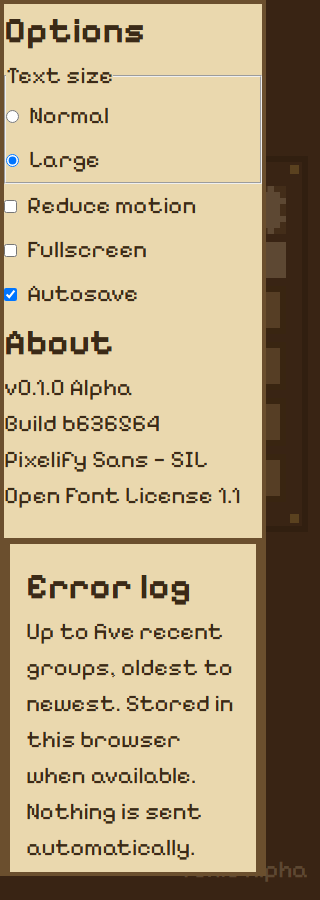 Options
Text size
Normal
Large
Reduce motion
Fullscreen
Autosave
About
v0.1.0 Alpha
Build b636864
Pixelify Sans - SIL
Open Font License 1.1
Error log
Up to five recent
groups, oldest to
newest. Stored in
this browser
when available.
Nothing is sent
automatically.